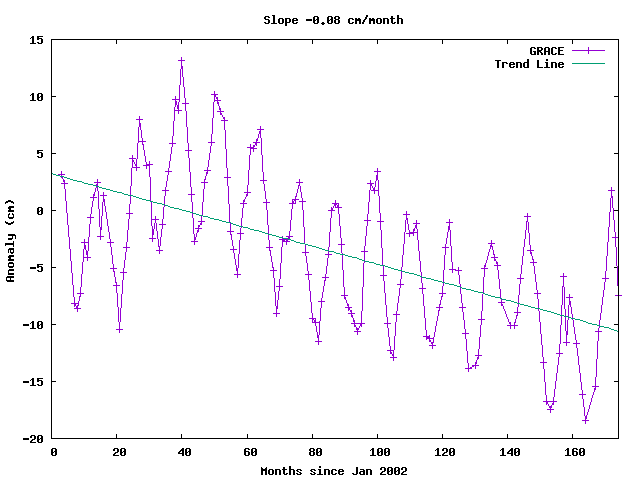 Slope -0.08 cm/month
GRACE
Trend Line
15
10
5
0
-5
-10
-15
-20
Anomaly (cm)
0 20 40 60 80 100 120 140 160
Months since Jan 2002